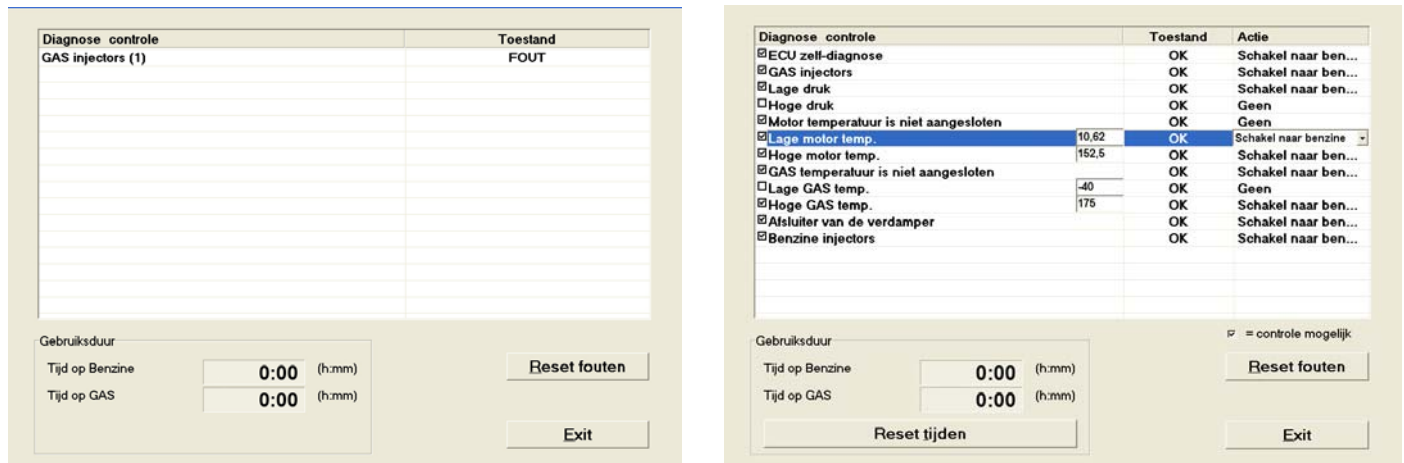 Diagnose controle Toestand
GAS injectors (1) FOUT
Gebruiksduur
Tijd op Benzine 0:00 (h:mm)
Tijd op GAS 0:00 (h:mm)
Reset fouten
Exit
Diagnose controle Toestand Actie
ECU zelf-diagnose OK Schakel naar ben...
GAS injectors OK Schakel naar ben...
Lage druk OK Schakel naar ben...
Hoge druk OK Geen
Motor temperatuur is niet aangesloten OK Geen
Lage motor temp. 10,62 OK Schakel naar benzine
Hoge motor temp. 152,5 OK Schakel naar ben...
GAS temperatuur is niet aangesloten OK Schakel naar ben...
Lage GAS temp. -40 OK Geen
Hoge GAS temp. 175 OK Schakel naar ben...
Afsluiter van de verdamper OK Schakel naar ben...
Benzine injectors OK Schakel naar ben...
= controle mogelijk
Gebruiksduur
Tijd op Benzine 0:00 (h:mm)
Tijd op GAS 0:00 (h:mm)
Reset tijden
Reset fouten
Exit